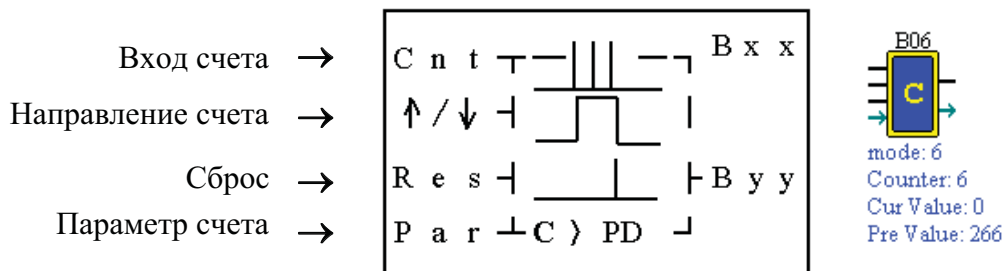 Вход счета → C n t B x x
Направление счета → ↑ / ↓
Сброс → R e s B y y
Параметр счета → P a r C > PD
B06
C
mode: 6
Counter: 6
Cur Value: 0
Pre Value: 266